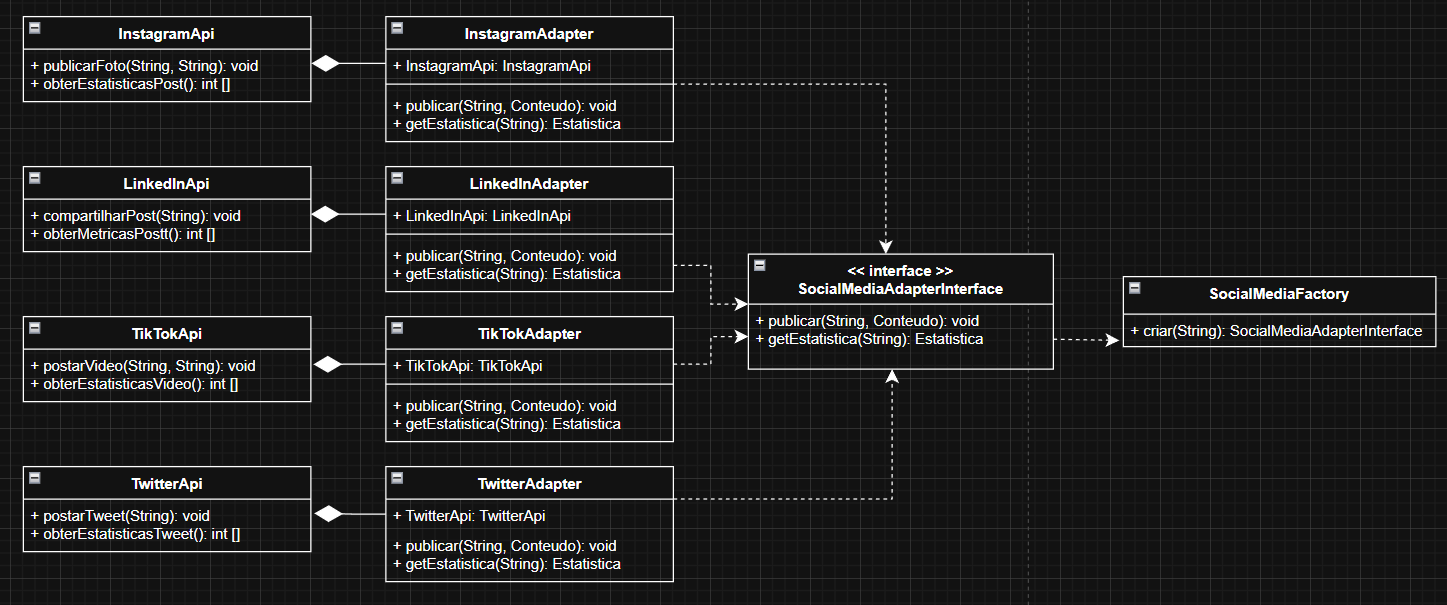 InstagramApi
+ publicarFoto(String, String): void
+ obterEstatisticasPost(): int []
InstagramAdapter
+ InstagramApi: InstagramApi
+ publicar(String, Conteudo): void
+ getEstatistica(String): Estatistica
LinkedInApi
+ compartilharPost(String): void
+ obterMetricasPostt(): int []
LinkedInAdapter
+ LinkedInApi: LinkedInApi
+ publicar(String, Conteudo): void
+ getEstatistica(String): Estatistica
TikTokApi
+ postarVideo(String, String): void
+ obterEstatisticasVideo(): int []
TikTokAdapter
+ TikTokApi: TikTokApi
+ publicar(String, Conteudo): void
+ getEstatistica(String): Estatistica
TwitterApi
+ postarTweet(String): void
+ obterEstatisticasTweet(): int []
TwitterAdapter
+ TwitterApi: TwitterApi
+ publicar(String, Conteudo): void
+ getEstatistica(String): Estatistica
<< interface >>
SocialMediaAdapterInterface
+ publicar(String, Conteudo): void
+ getEstatistica(String): Estatistica
SocialMediaFactory
+ criar(String): SocialMediaAdapterInterface